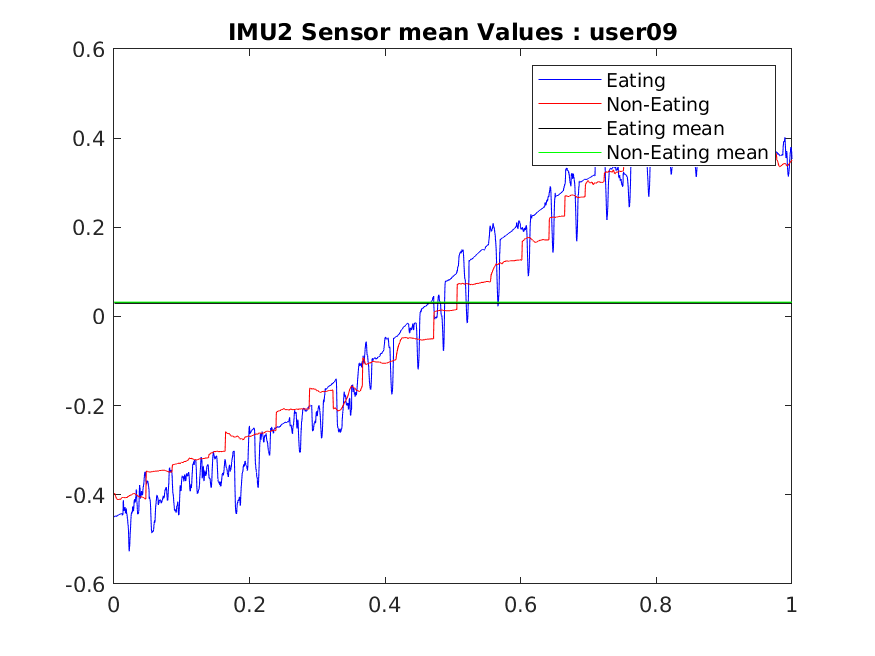 IMU2 Sensor mean Values : user09
0.6
0.4
0.2
0
-0.2
-0.4
-0.6
Eating
Non-Eating
Eating mean
Non-Eating mean
0 0.2 0.4 0.6 0.8 1